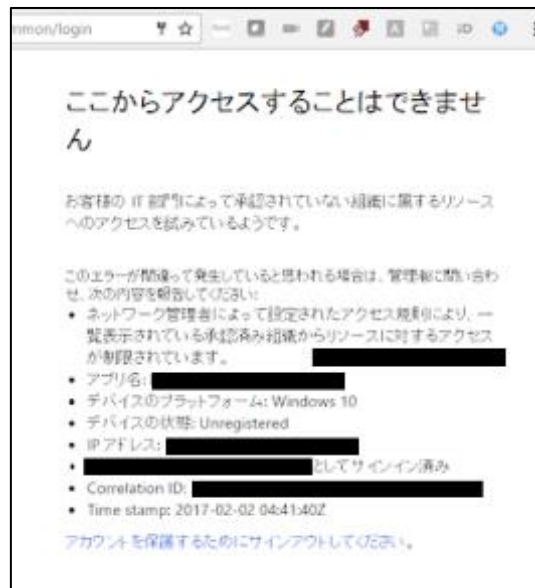 mmon/login
ここからアクセスすることはできませ
ん
お客様の IT 部門によって承認されていない組織に属するリソース
へのアクセスを試みているようです。
このエラーが間違って発生していると思われる場合は、管理者に問い合わ
せ、次の内容を報告してください:
• ネットワーク管理者によって設定されたアクセス規則により、一
覧表示されている承認済み組織からリソースに対するアクセス
が制限されています。
• アプリ名:
• デバイスのプラットフォーム: Windows 10
• デバイスの状態: Unregistered
• IP アドレス:
• としてサインイン済み
• Correlation ID:
• Time stamp: 2017-02-02 04:41:40Z
アカウントを保護するためにサインアウトしてください。